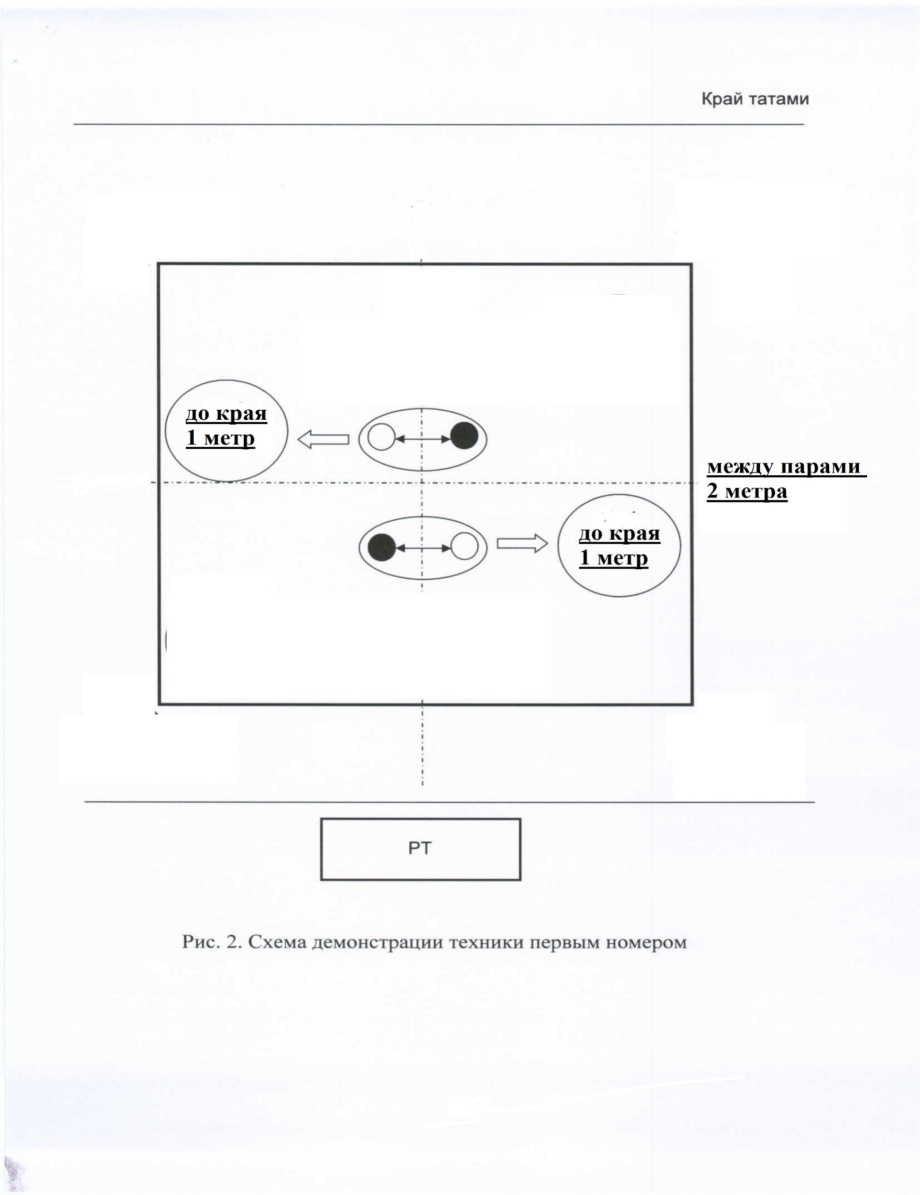 Край татами
до края
1 метр
между парами
2 метра
до края
1 метр
РТ
Рис. 2. Схема демонстрации техники первым номером